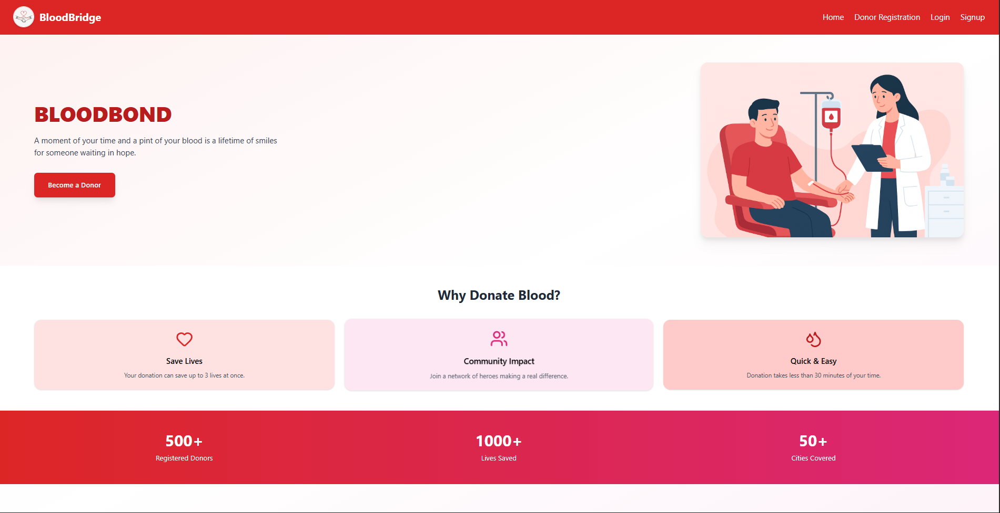 BloodBridge
Home
Donor Registration
Login
Signup
BLOODBOND
A moment of your time and a pint of your blood is a lifetime of smiles
for someone waiting in hope.
Become a Donor
Why Donate Blood?
Save Lives
Your donation can save up to 3 lives at once.
Community Impact
Join a network of heroes making a real difference.
Quick & Easy
Donation takes less than 30 minutes of your time.
500+
Registered Donors
1000+
Lives Saved
50+
Cities Covered